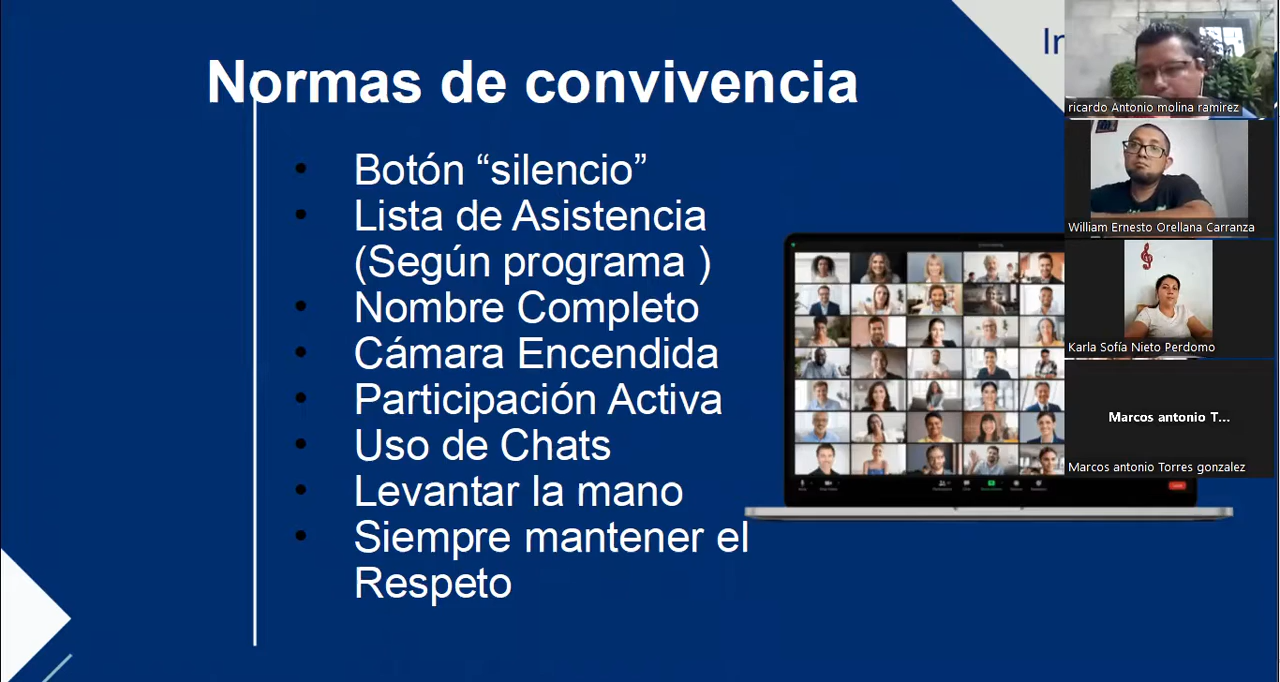 Normas de convivencia
Botón “silencio”
Lista de Asistencia
(Según programa )
Nombre Completo
Cámara Encendida
Participación Activa
Uso de Chats
Levantar la mano
Siempre mantener el
Respeto
In
ricardo Antonio molina ramirez
William Ernesto Orellana Carranza
Karla Sofía Nieto Perdomo
Marcos antonio T...
Marcos antonio Torres gonzalez